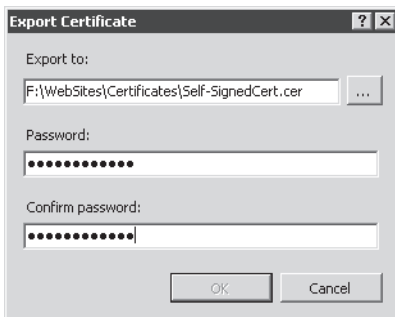 Export Certificate
Export to:
F:\WebSites\Certificates\Self-SignedCert.cer
...
Password:
●●●●●●●●●●●●
Confirm password:
●●●●●●●●●●●●
OK Cancel